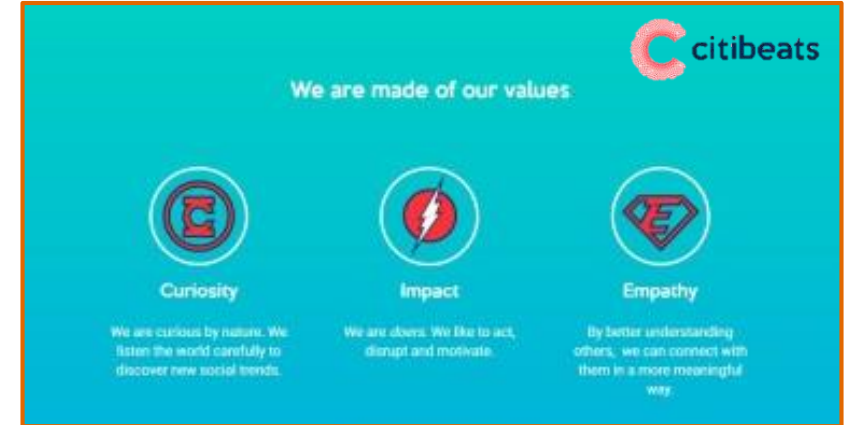 citibeats
We are made of our values
C
E
Curiosity
Impact
Empathy
We are curious by nature. We
listen the world carefully to
discover new social trends.
We are doers. We like to act,
disrupt and motivate.
By better understanding
others, we can connect with
them in a more meaningful
way.